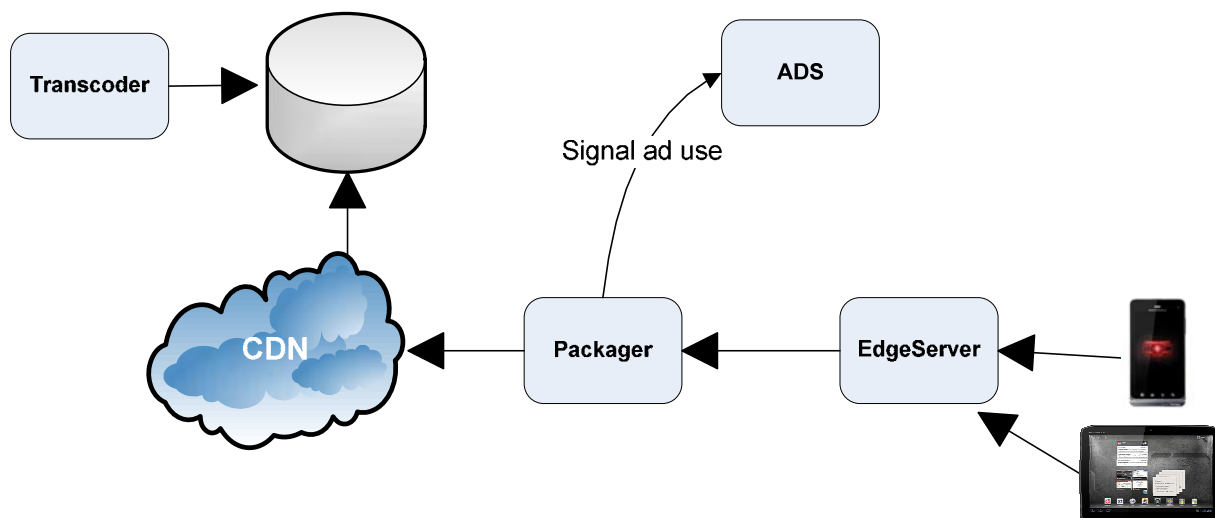 Transcoder
ADS
Signal ad use
CDN
Packager
EdgeServer